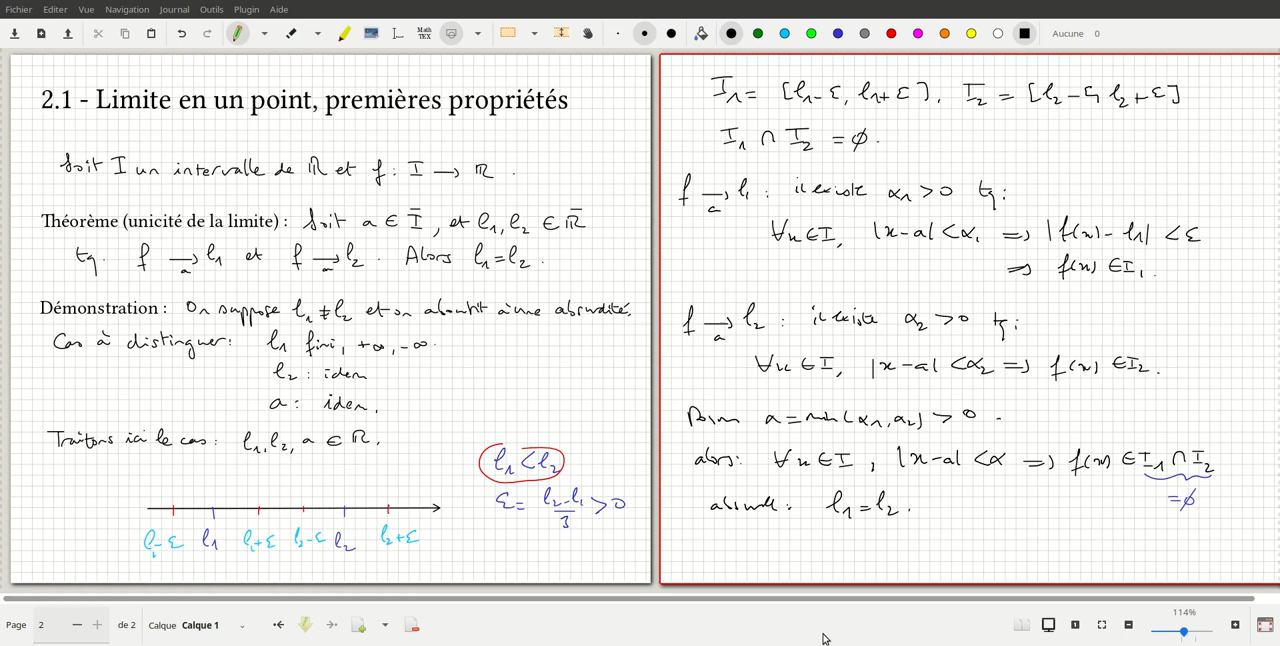 Fichier Editer Vue Navigation Journal Outils Plugin Aide
Math TEX Aucune 0
2.1 - Limite en un point, premières propriétés
Soit I un intervalle de ℝ et f : I → ℝ.
Théorème (unicité de la limite) : Soit a ∈ Ī, et l₁, l₂ ∈ ℝ̄
tq. f →ₐ l₁ et f →ₐ l₂. Alors l₁ = l₂.
Démonstration : On suppose l₁ ≠ l₂ et on aboutit à une absurdité.
Cas à distinguer : l₁ fini, +∞, -∞.
l₂ : idem
a : idem.
Traitons ici le cas : l₁, l₂, a ∈ ℝ.
l₁ < l₂
ε = (l₂ - l₁)/3 > 0
l₁-ε l₁ l₁+ε l₂-ε l₂ l₂+ε
I₁ = [l₁-ε, l₁+ε], I₂ = [l₂-ε, l₂+ε]
I₁ ∩ I₂ = ∅.
f →ₐ l₁ : il existe α₁ > 0 tq :
∀x ∈ I, |x-a| < α₁ ⟹ |f(x) - l₁| < ε
⟹ f(x) ∈ I₁.
f →ₐ l₂ : il existe α₂ > 0 tq :
∀x ∈ I, |x-a| < α₂ ⟹ f(x) ∈ I₂.
Posons α = min(α₁, α₂) > 0.
alors : ∀x ∈ I, |x-a| < α ⟹ f(x) ∈ I₁ ∩ I₂
= ∅
absurde : l₁ = l₂.
Page 2 de 2 Calque Calque 1 114%